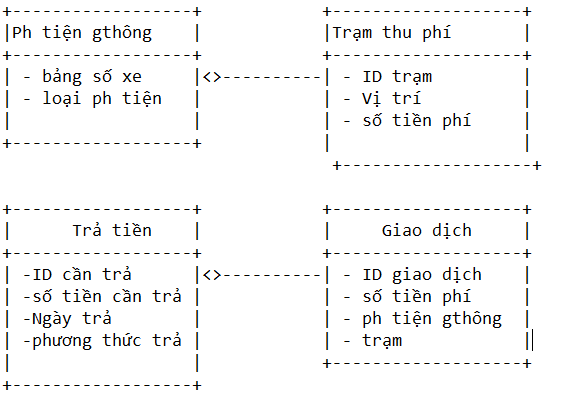 Ph tiện gthông
- bảng số xe
- loại ph tiện
Trạm thu phí
- ID trạm
- Vị trí
- số tiền phí
Trả tiền
-ID cần trả
-số tiền cần trả
-Ngày trả
-phương thức trả
Giao dịch
- ID giao dịch
- số tiền phí
- ph tiện gthông
- trạm